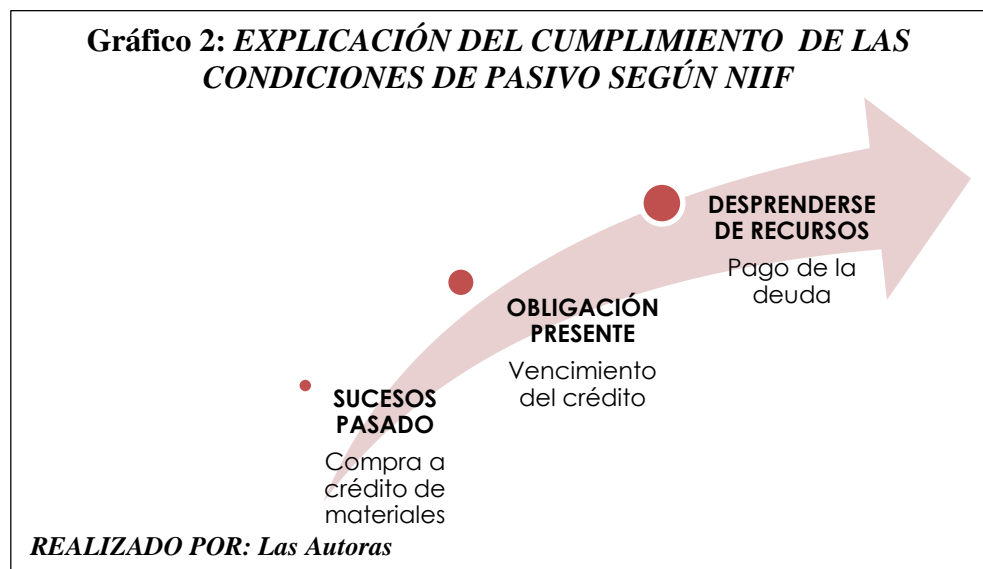 Gráfico 2: EXPLICACIÓN DEL CUMPLIMIENTO DE LAS
CONDICIONES DE PASIVO SEGÚN NIIF
SUCESOS
PASADO
Compra a
crédito de
materiales
OBLIGACIÓN
PRESENTE
Vencimiento
del crédito
DESPRENDERSE
DE RECURSOS
Pago de la
deuda
REALIZADO POR: Las Autoras